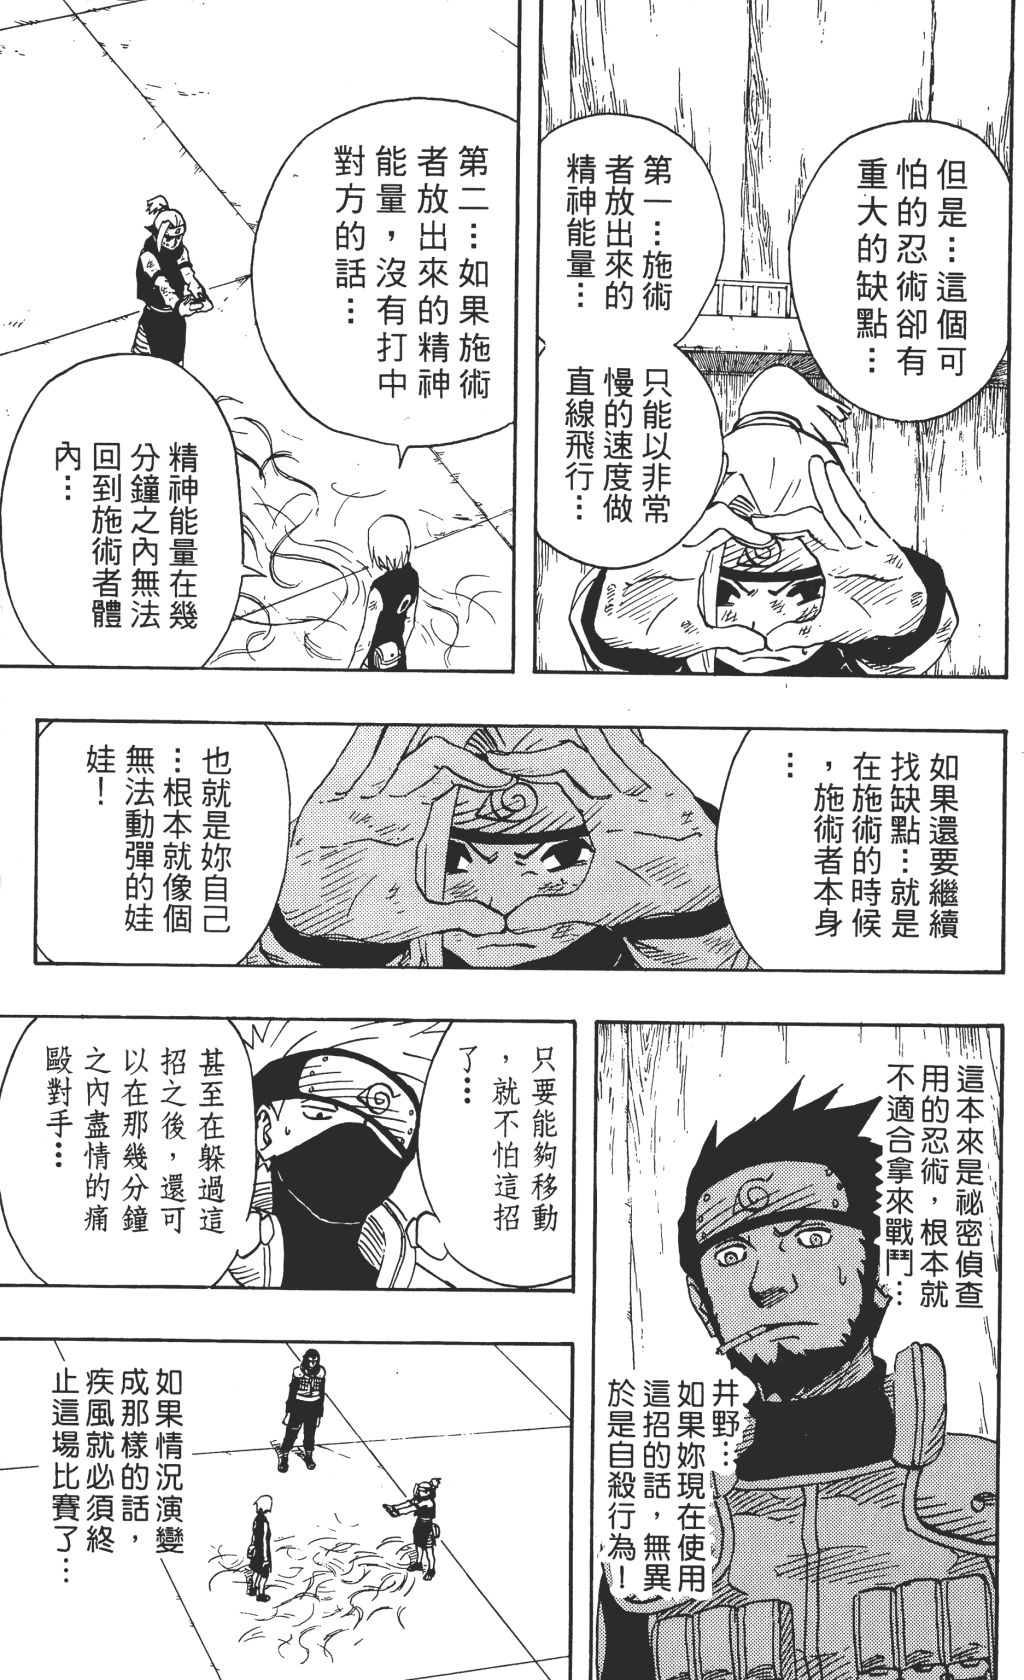 但是…這個可
怕的忍術卻有
重大的缺點…
第一…施術
者放出來的
精神能量…
只能以非常
慢的速度做
直線飛行…
第二…如果施術
者放出來的精神
能量，沒有打中
對方的話…
精神能量在幾
分鐘之內無法
回到施術者體
內…
如果還要繼續
找缺點…就是
在施術的時候
，施術者本身
…
也就是妳自己
…根本就像個
無法動彈的娃
娃！
這本來是祕密偵查
用的忍術，根本就
不適合拿來戰鬥…
井野…
如果妳現在使用
這招的話，無異
於是自殺行為！
只要能夠移動
，就不怕這招
了…
甚至在躲過這
招之後，還可
以在那幾分鐘
之內盡情的痛
毆對手…
如果情況演變
成那樣的話，
疾風就必須終
止這場比賽了…